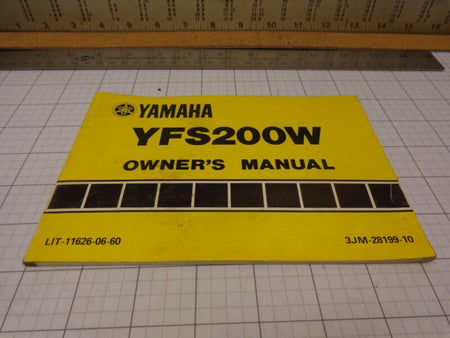 YAMAHA
YFS200W
OWNER'S MANUAL
LIT-11626-06-60
3JM-28199-10